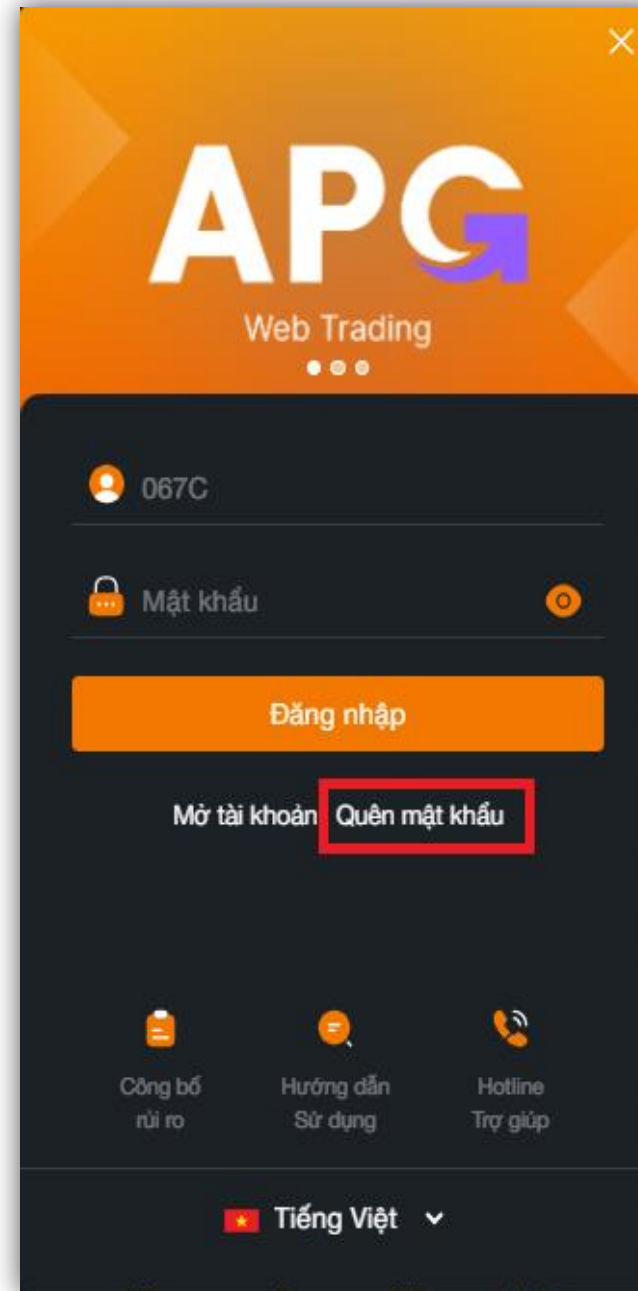 APG
Web Trading
067C
Mật khẩu
Đăng nhập
Mở tài khoản Quên mật khẩu
Công bố Hướng dẫn Hotline
rủi ro Sử dụng Trợ giúp
Tiếng Việt